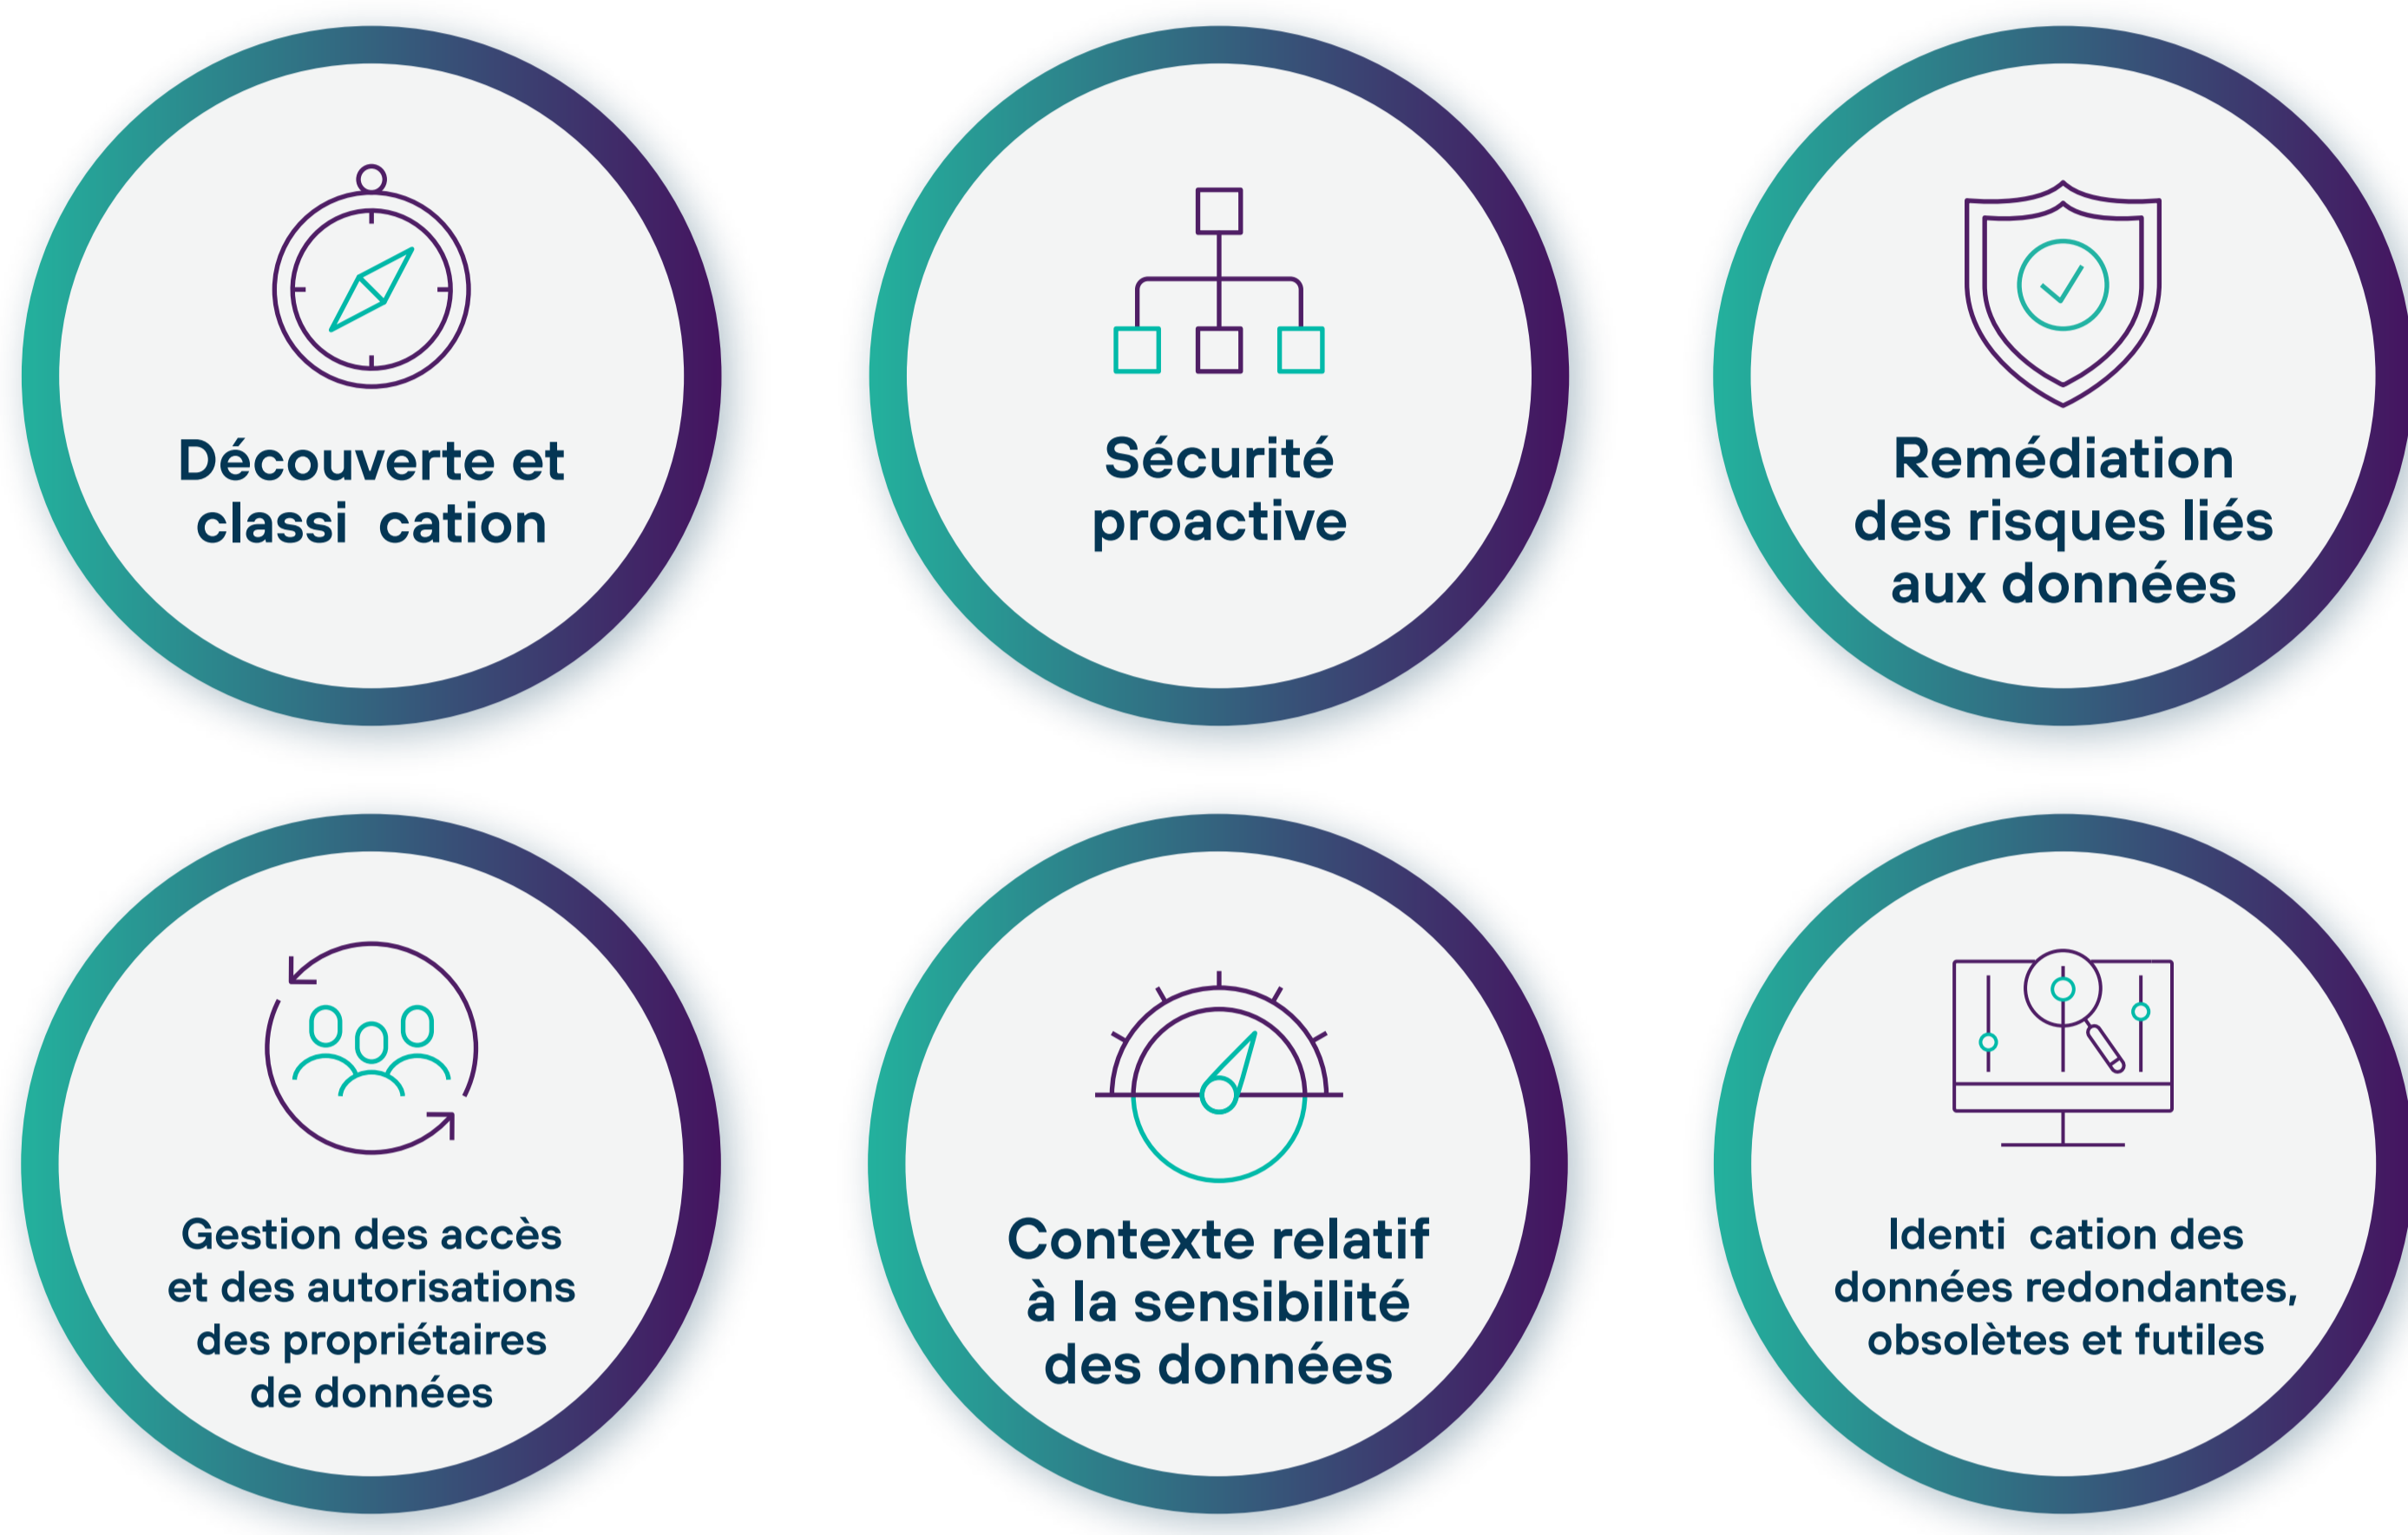 Découverte et
classi cation
Sécurité
proactive
Remédiation
des risques liés
aux données
Gestion des accès
et des autorisations
des propriétaires
de données
Contexte relatif
à la sensibilité
des données
Identi cation des
données redondantes,
obsolètes et futiles